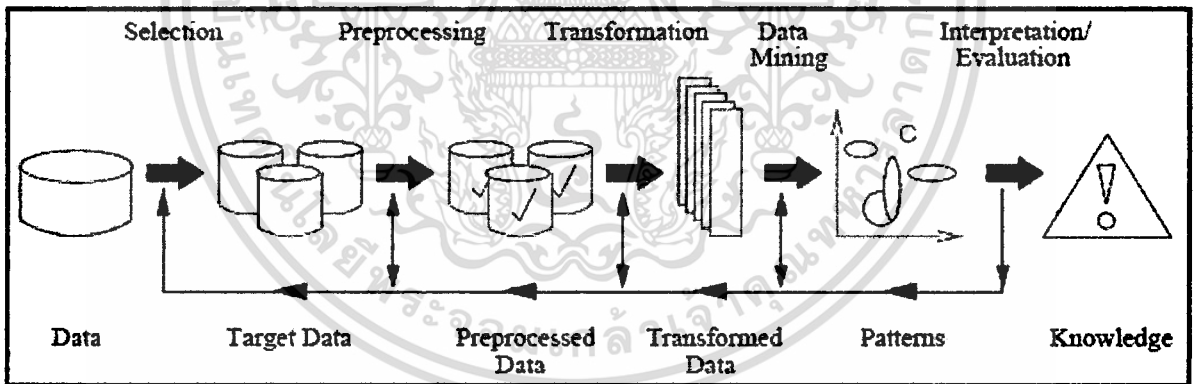 Selection
Preprocessing
Transformation
Data
Mining
Interpretation/
Evaluation
C
Data
Target Data
Preprocessed
Data
Transformed
Data
Patterns
Knowledge